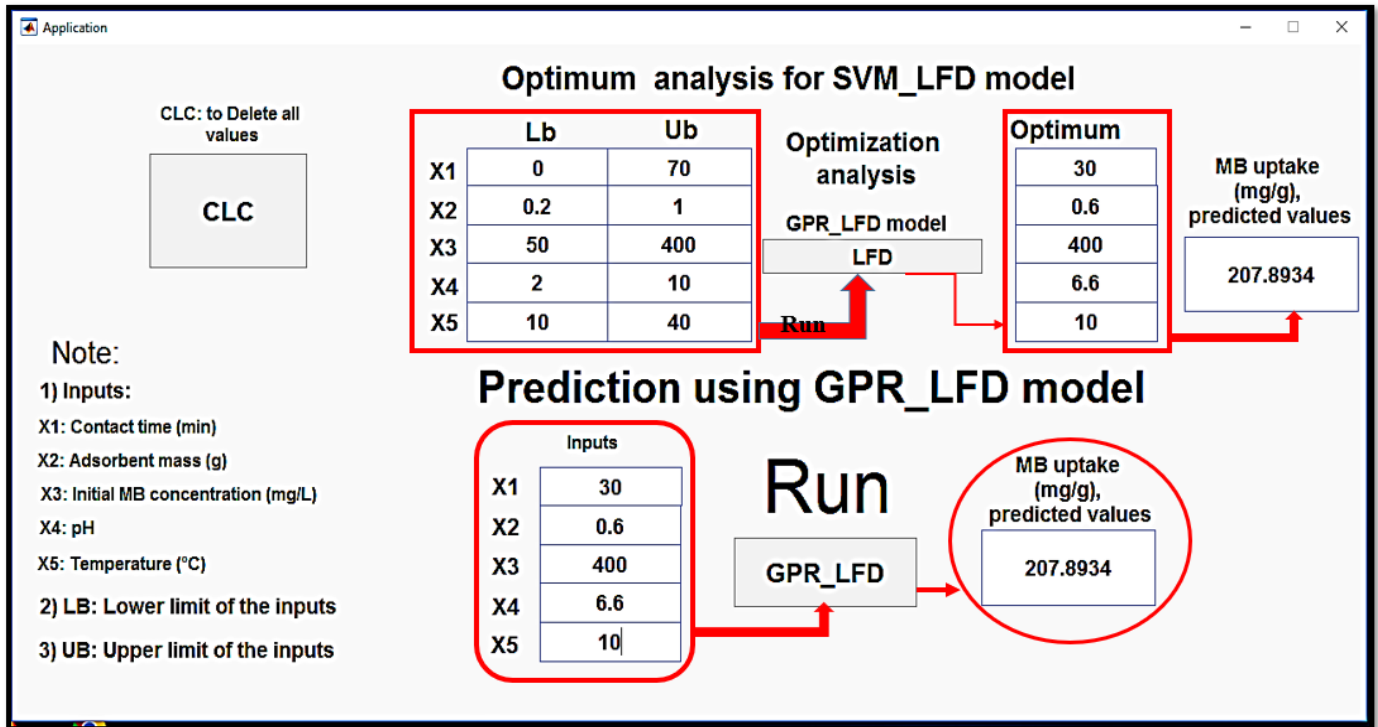 Application
Optimum analysis for SVM_LFD model
CLC: to Delete all
values
CLC
Lb Ub
X1 0 70
X2 0.2 1
X3 50 400
X4 2 10
X5 10 40
Optimization
analysis
GPR_LFD model
LFD
Run
Optimum
30
0.6
400
6.6
10
MB uptake
(mg/g),
predicted values
207.8934
Note:
1) Inputs:
X1: Contact time (min)
X2: Adsorbent mass (g)
X3: Initial MB concentration (mg/L)
X4: pH
X5: Temperature (°C)
2) LB: Lower limit of the inputs
3) UB: Upper limit of the inputs
Prediction using GPR_LFD model
Inputs
X1 30
X2 0.6
X3 400
X4 6.6
X5 10
Run
GPR_LFD
MB uptake
(mg/g),
predicted values
207.8934